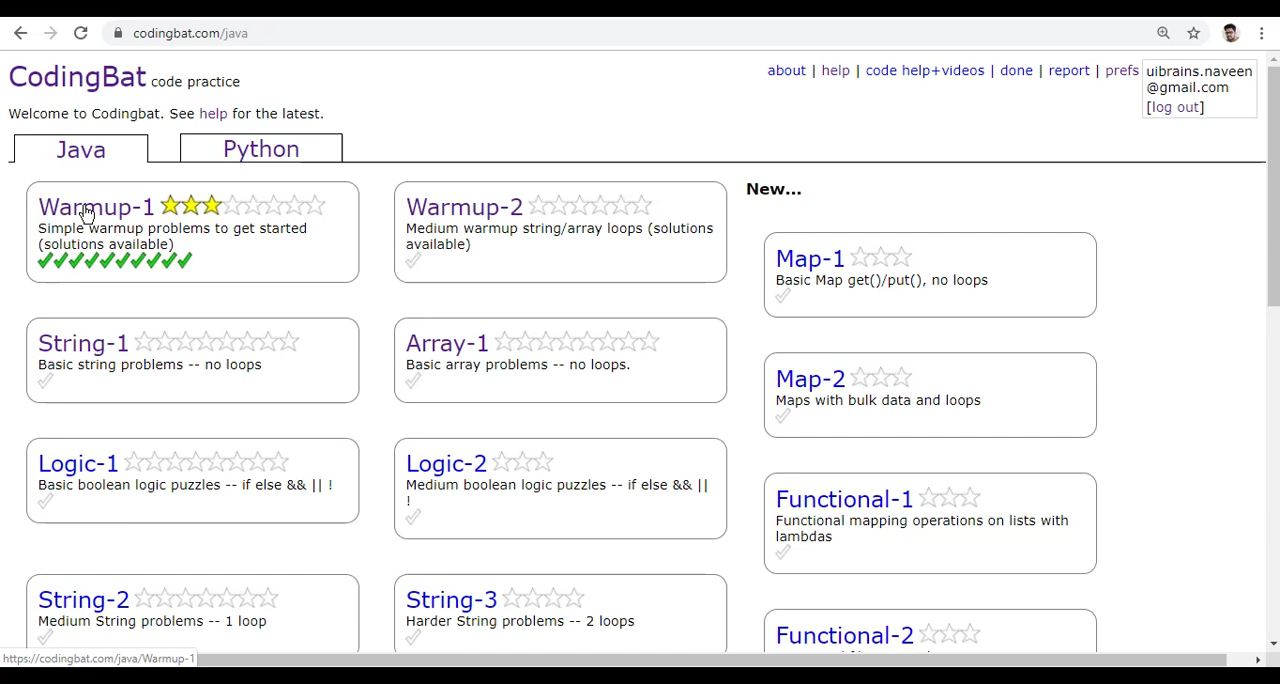 codingbat.com/java
CodingBat code practice
about | help | code help+videos | done | report | prefs
uibrains.naveen
@gmail.com
[log out]
Welcome to Codingbat. See help for the latest.
Java
Python
Warmup-1
Simple warmup problems to get started
(solutions available)
Warmup-2
Medium warmup string/array loops (solutions
available)
New...
Map-1
Basic Map get()/put(), no loops
String-1
Basic string problems -- no loops
Array-1
Basic array problems -- no loops.
Map-2
Maps with bulk data and loops
Logic-1
Basic boolean logic puzzles -- if else && || !
Logic-2
Medium boolean logic puzzles -- if else && ||
!
Functional-1
Functional mapping operations on lists with
lambdas
String-2
Medium String problems -- 1 loop
String-3
Harder String problems -- 2 loops
Functional-2
https://codingbat.com/java/Warmup-1